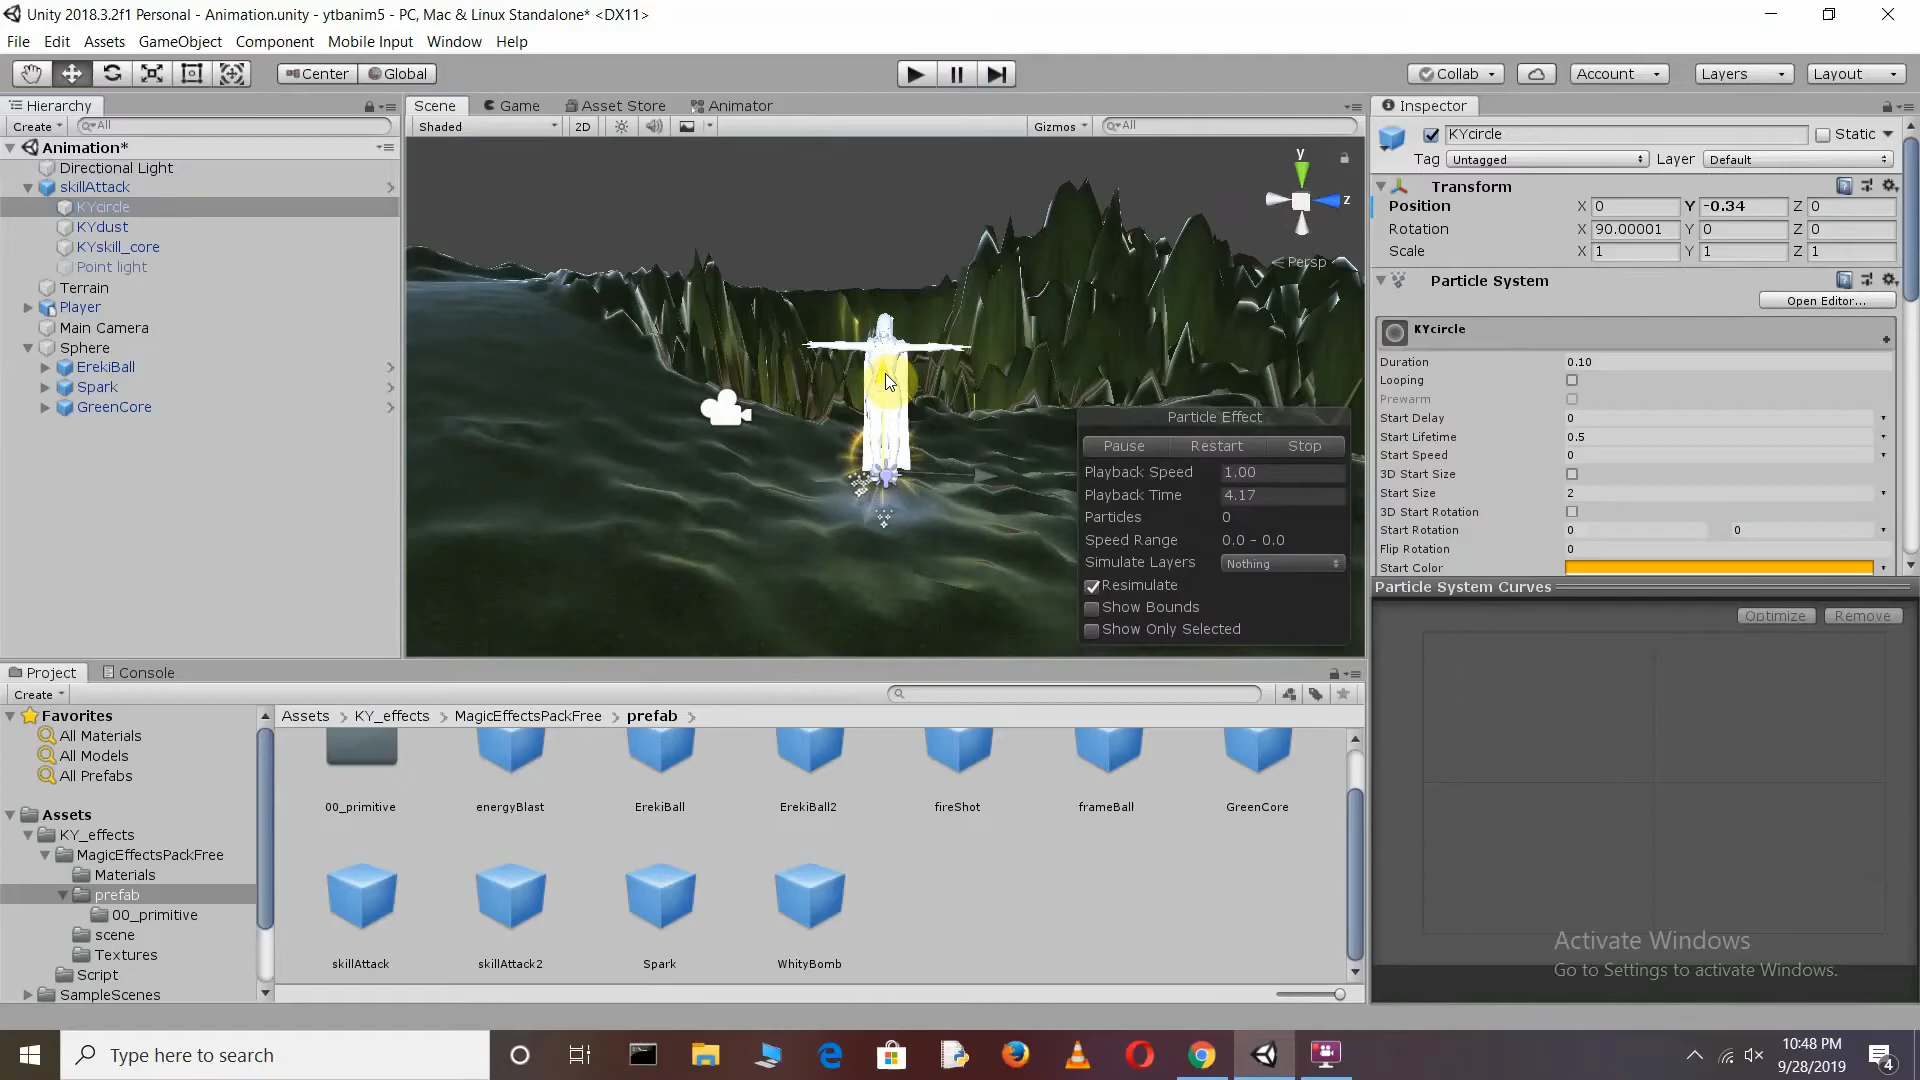 Unity 2018.3.2f1 Personal - Animation.unity - ytbanim5 - PC, Mac & Linux Standalone* <DX11>
File Edit Assets GameObject Component Mobile Input Window Help
Center Global Collab Account Layers Layout
Hierarchy
Create All
Animation*
Directional Light
skillAttack
KYcircle
KYdust
KYskill_core
Point light
Terrain
Player
Main Camera
Sphere
ErekiBall
Spark
GreenCore
Scene Game Asset Store Animator
Shaded 2D Gizmos All
y
z
Persp
Particle Effect
Pause Restart Stop
Playback Speed 1.00
Playback Time 4.17
Particles 0
Speed Range 0.0 - 0.0
Simulate Layers Nothing
Resimulate
Show Bounds
Show Only Selected
Inspector
KYcircle Static
Tag Untagged Layer Default
Transform
Position X 0 Y -0.34 Z 0
Rotation X 90.00001 Y 0 Z 0
Scale X 1 Y 1 Z 1
Particle System
Open Editor...
KYcircle
Duration 0.10
Looping
Prewarm
Start Delay 0
Start Lifetime 0.5
Start Speed 0
3D Start Size
Start Size 2
3D Start Rotation
Start Rotation 0 0
Flip Rotation 0
Start Color
Particle System Curves
Optimize Remove
Project Console
Create
Favorites
All Materials
All Models
All Prefabs
Assets
KY_effects
MagicEffectsPackFree
Materials
prefab
00_primitive
scene
Textures
Script
SampleScenes
Assets KY_effects MagicEffectsPackFree prefab
00_primitive energyBlast ErekiBall ErekiBall2 fireShot frameBall GreenCore
skillAttack skillAttack2 Spark WhityBomb
Activate Windows
Go to Settings to activate Windows.
Type here to search
10:48 PM
9/28/2019
4